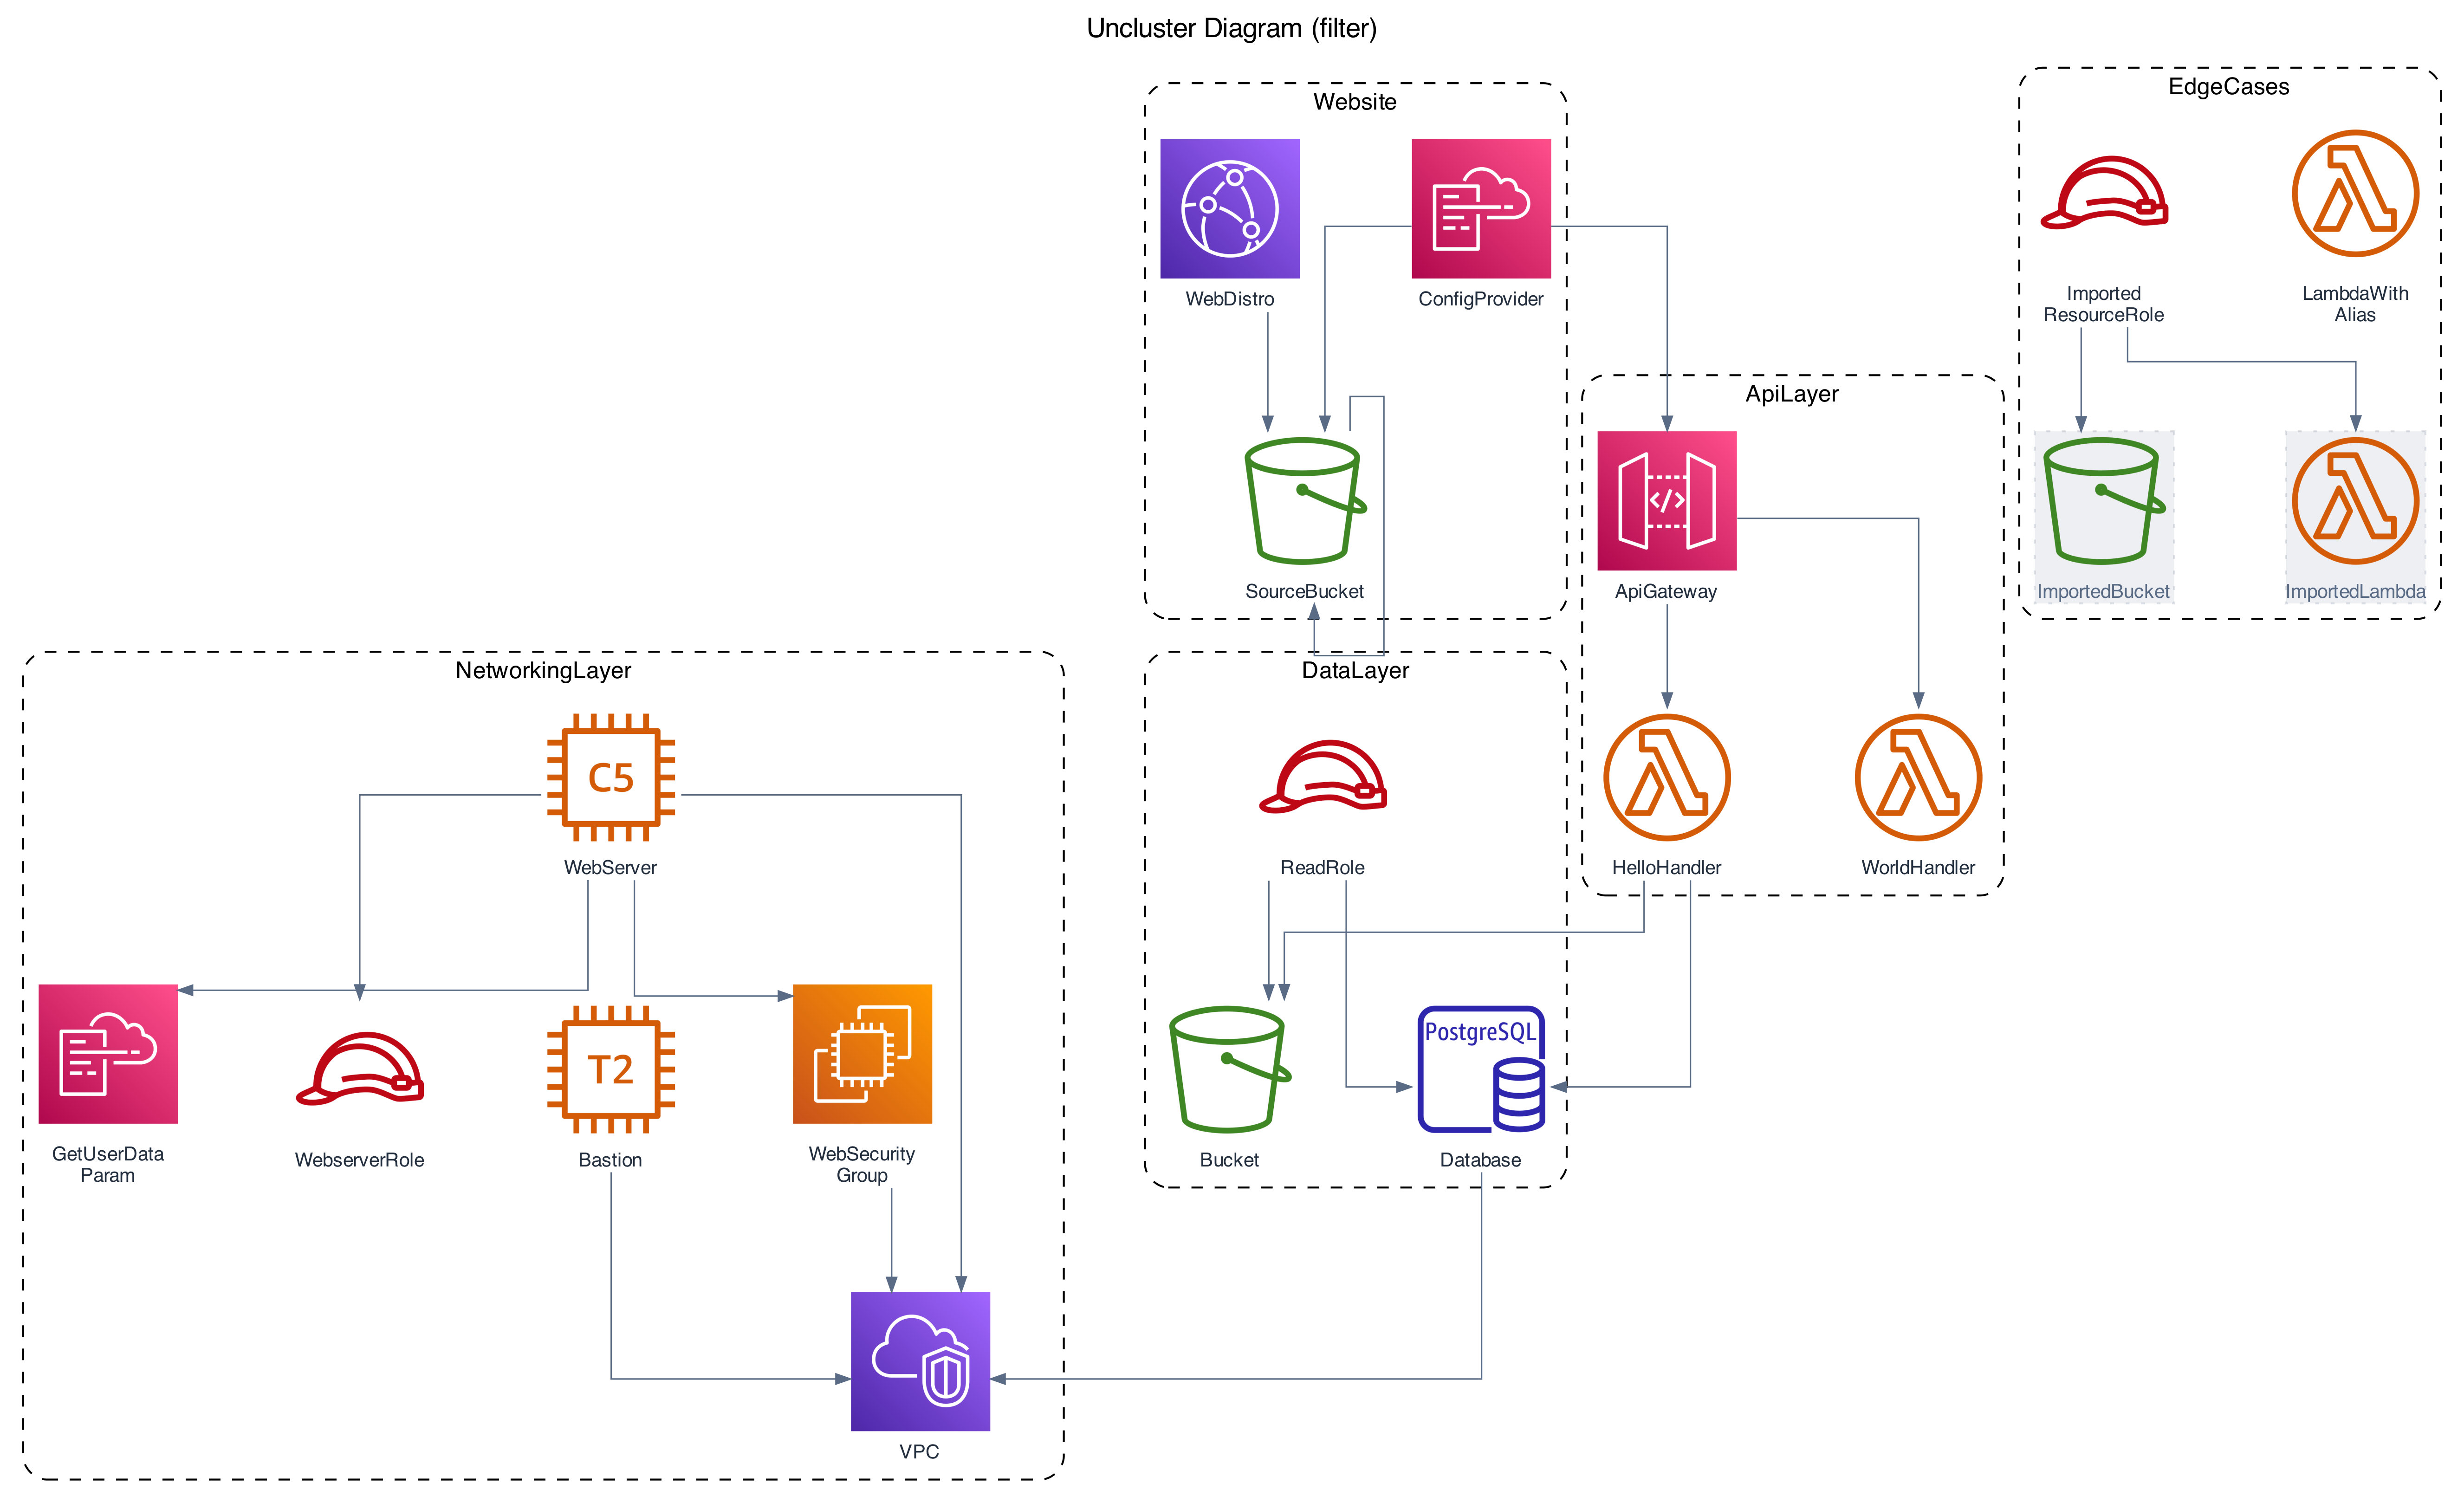 Uncluster Diagram (filter)
Website
EdgeCases
WebDistro
ConfigProvider
Imported
ResourceRole
LambdaWith
Alias
ApiLayer
SourceBucket
ApiGateway
ImportedBucket
ImportedLambda
NetworkingLayer
DataLayer
C5
WebServer
ReadRole
HelloHandler
WorldHandler
T2
PostgreSQL
GetUserData
Param
WebserverRole
Bastion
WebSecurity
Group
Bucket
Database
VPC